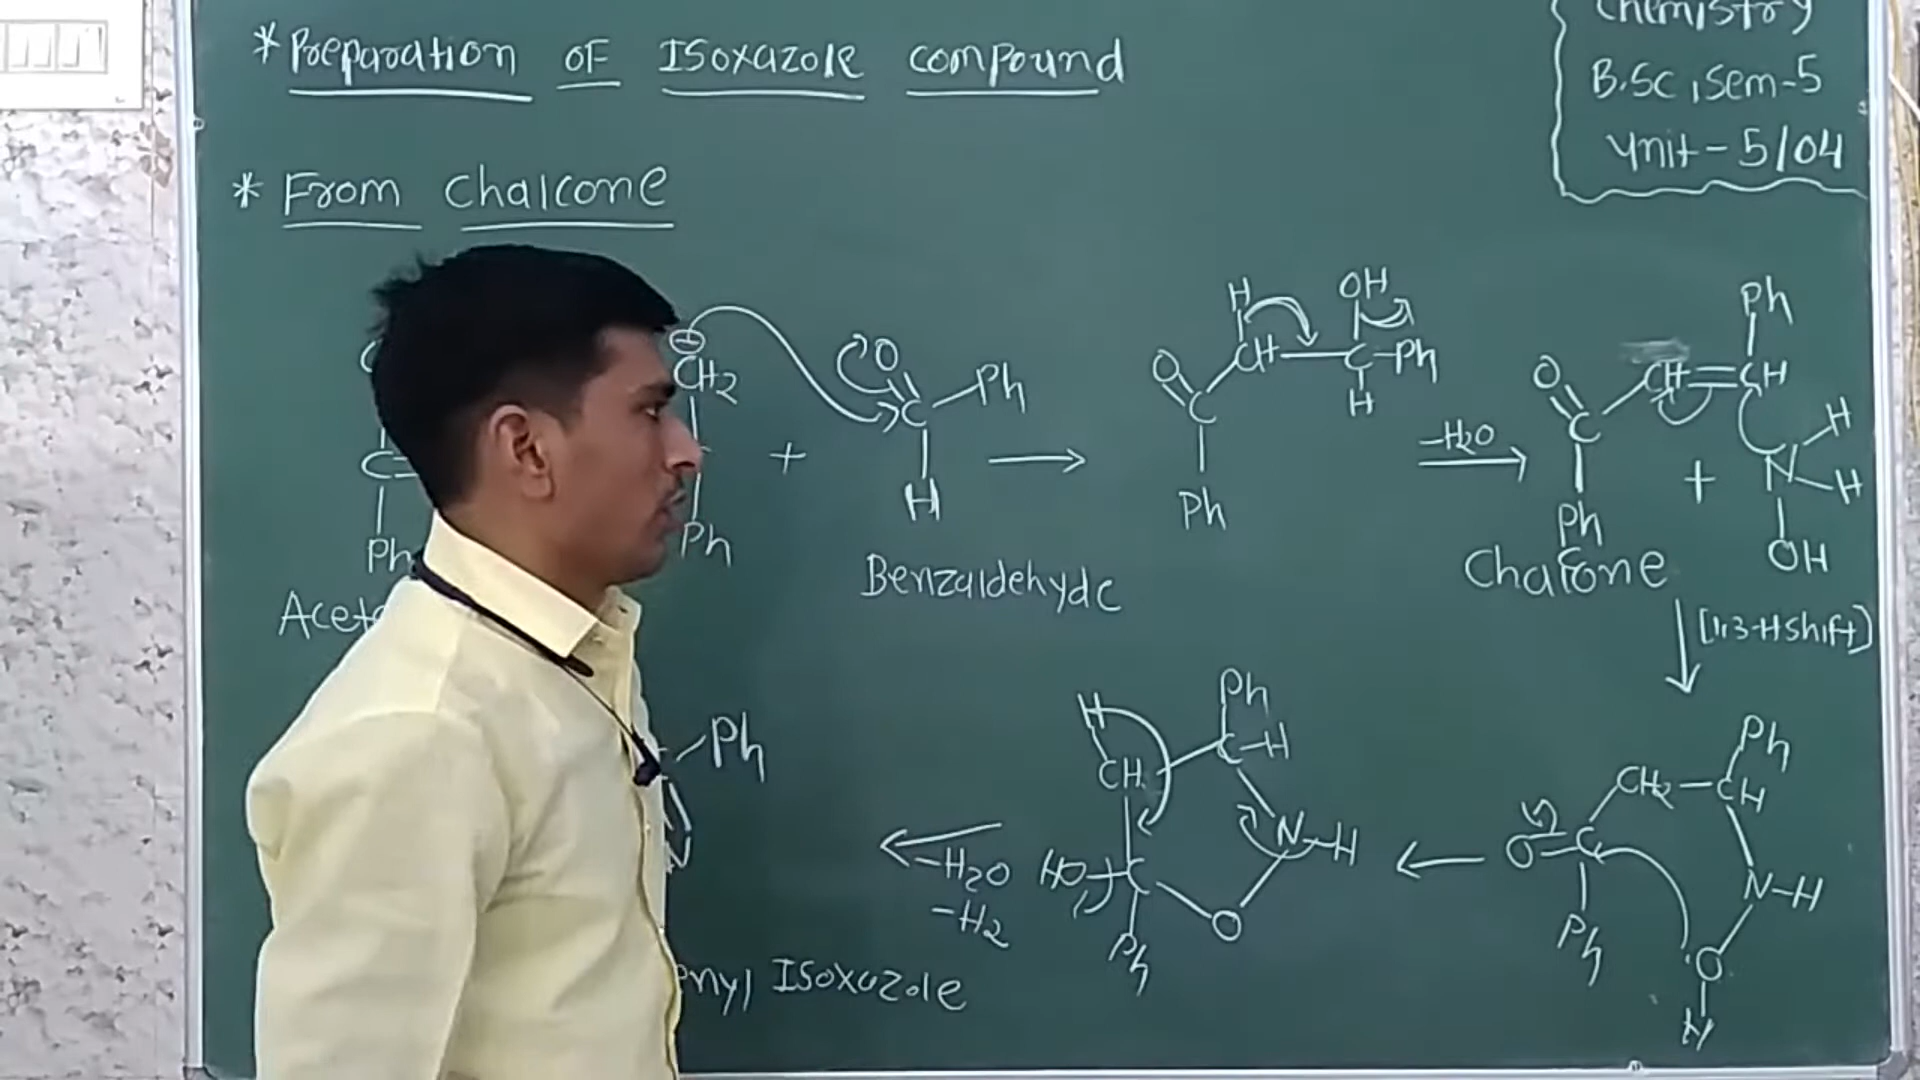 *Preparation of Isoxazole compound
Chemistry
B.Sc, Sem-5
Unit-5/04
* From Chalcone
H OH
Ph
O CH2 O Ph CH C Ph O CH CH
C + C C H -H2O C + N H H
Ph Ph H Ph Ph OH
Benzaldehyde Chalcone
[1,3-H shift]
Ph
H C H Ph
Ph CH CH2 CH
N N-H O C
-H2O HO C N-H
-H2 O Ph
Ph O
H
Isoxazole